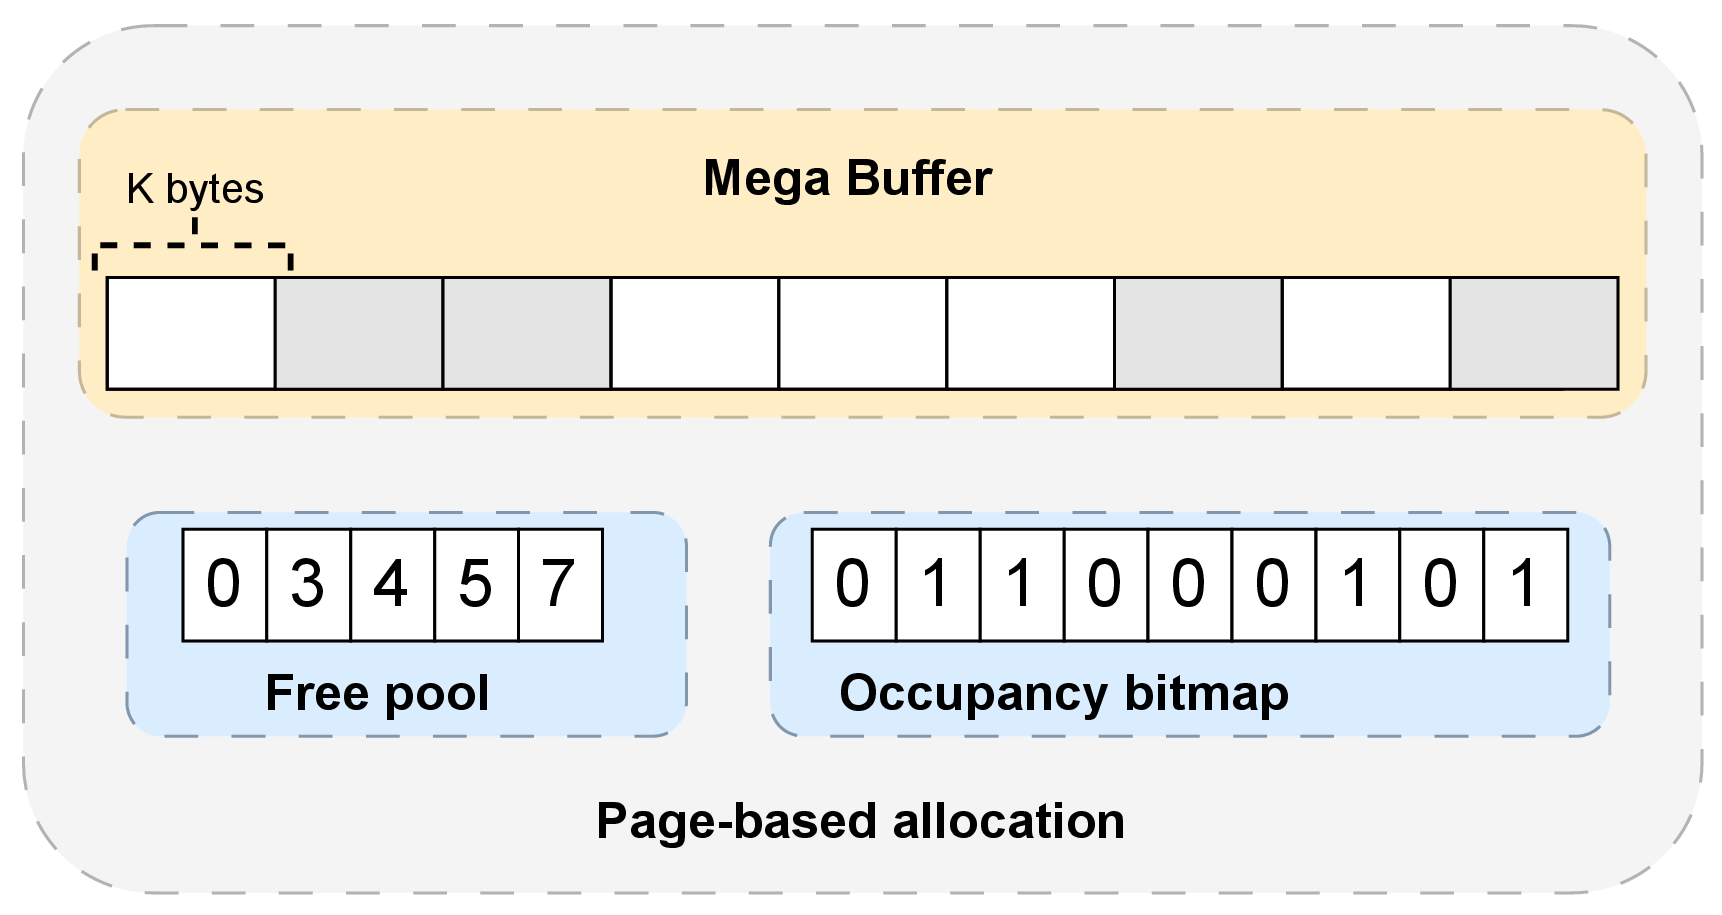 Mega Buffer
K bytes
0 3 4 5 7
Free pool
0 1 1 0 0 0 1 0 1
Occupancy bitmap
Page-based allocation